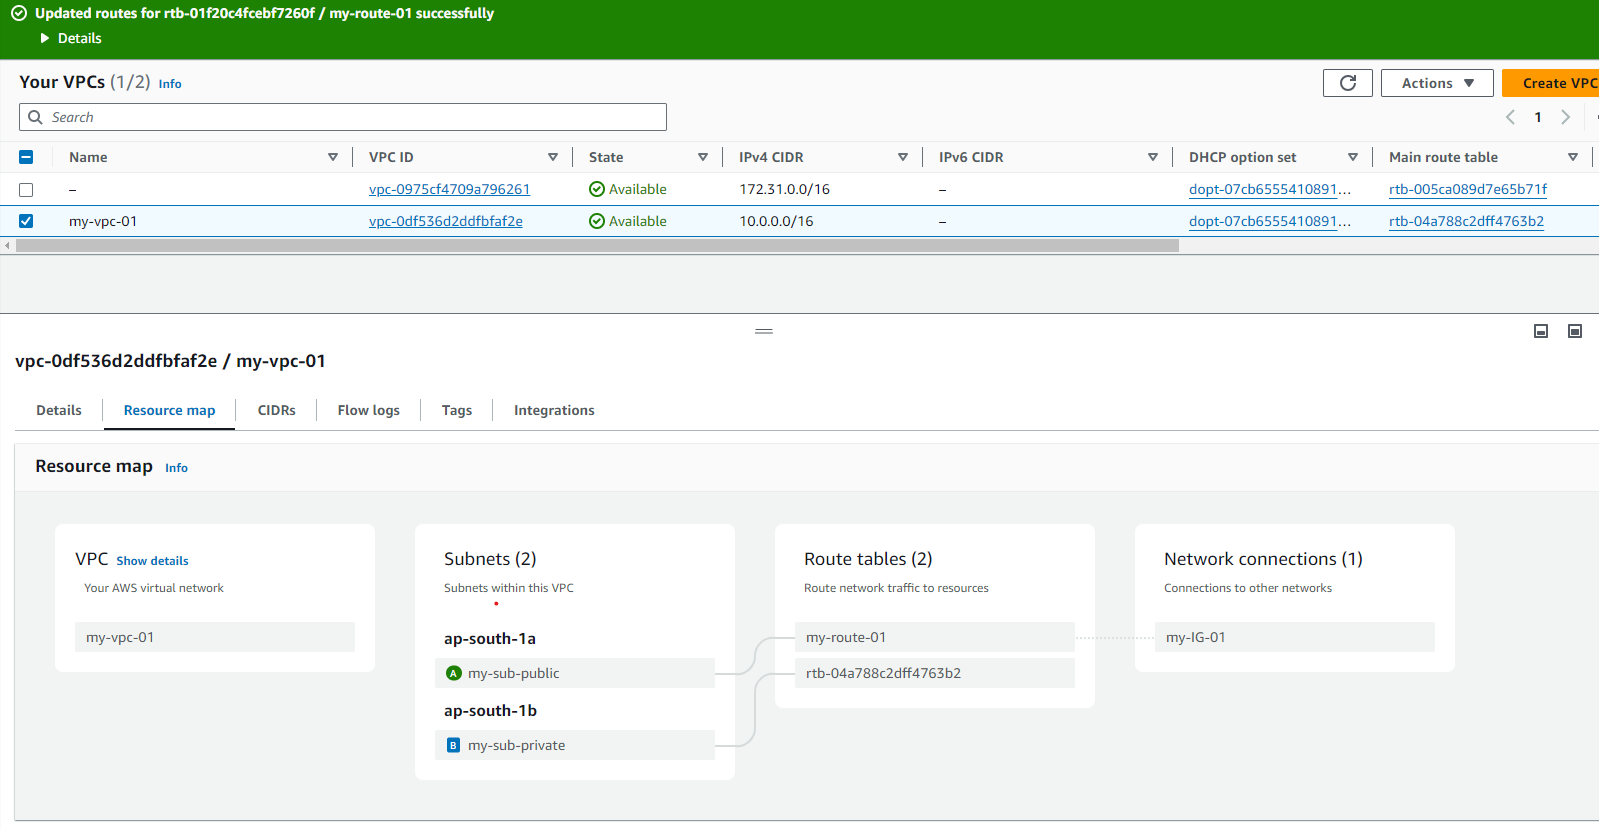 Updated routes for rtb-01f20c4fcebf7260f / my-route-01 successfully
Details
Your VPCs (1/2) Info
Actions
Create VPC
Search
1
Name VPC ID State IPv4 CIDR IPv6 CIDR DHCP option set Main route table
– vpc-0975cf4709a796261 Available 172.31.0.0/16 – dopt-07cb6555410891... rtb-005ca089d7e65b71f
my-vpc-01 vpc-0df536d2ddfbfaf2e Available 10.0.0.0/16 – dopt-07cb6555410891... rtb-04a788c2dff4763b2
vpc-0df536d2ddfbfaf2e / my-vpc-01
Details Resource map CIDRs Flow logs Tags Integrations
Resource map Info
VPC Show details
Your AWS virtual network
my-vpc-01
Subnets (2)
Subnets within this VPC
ap-south-1a
A my-sub-public
ap-south-1b
B my-sub-private
Route tables (2)
Route network traffic to resources
my-route-01
rtb-04a788c2dff4763b2
Network connections (1)
Connections to other networks
my-IG-01